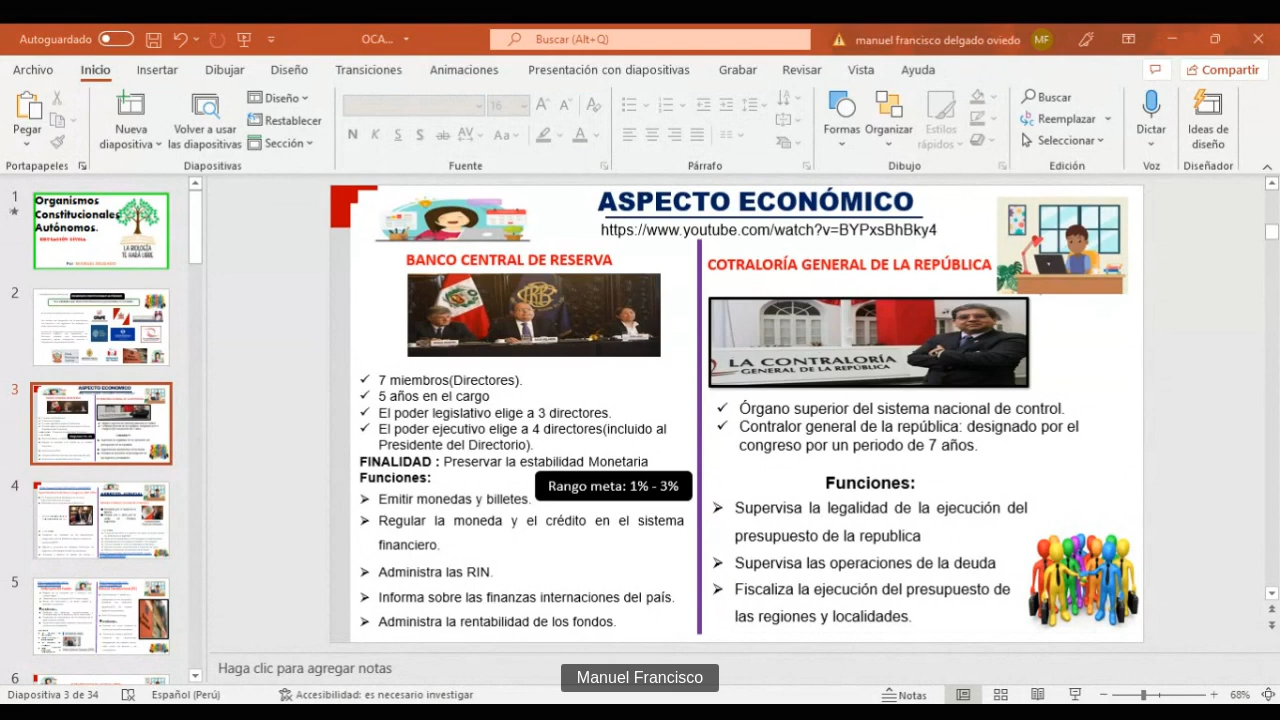 Autoguardado
OCA...
Buscar (Alt+Q)
manuel francisco delgado oviedo
MF
Archivo
Inicio
Insertar
Dibujar
Diseño
Transiciones
Animaciones
Presentación con diapositivas
Grabar
Revisar
Vista
Ayuda
Compartir
Pegar
Nueva
diapositiva
Volver a usar
las diapositivas
Diseño
Restablecer
Sección
16
Formas
Organizar
Estilos
rápidos
Buscar
Reemplazar
Seleccionar
Dictar
Ideas de
diseño
Portapapeles
Diapositivas
Fuente
Párrafo
Dibujo
Edición
Voz
Diseñador
1
Organismos
Constitucionales
Autónomos.
2
3
4
5
6
ASPECTO ECONÓMICO
https://www.youtube.com/watch?v=BYPxsBhBky4
BANCO CENTRAL DE RESERVA
7 miembros(Directores).
5 años en el cargo
El poder legislativo elige a 3 directores.
El poder ejecutivo elige a 4 directores(incluido al
Presidente del Directorio).
FINALIDAD : Preservar la estabilidad Monetaria
Funciones:
Rango meta: 1% - 3%
Emitir monedas y billetes.
Regular la moneda y el crédito en el sistema
financiero.
Administra las RIN
Informa sobre las finanzas internaciones del país.
Administra la rentabilidad de los fondos.
COTRALORÍA GENERAL DE LA REPÚBLICA
LA CONTRALORÍA
GENERAL DE LA REPÚBLICA
Órgano superior del sistema nacional de control.
Contralor general de la república: designado por el
congreso por un periodo de 7 años.
Funciones:
Supervisa la legalidad de la ejecución del
presupuesto de la republica
Supervisa las operaciones de la deuda
Fiscaliza la ejecución del presupuesto de
las regiones y localidades.
Haga clic para agregar notas
Manuel Francisco
Diapositiva 3 de 34
Español (Perú)
Accesibilidad: es necesario investigar
Notas
68%